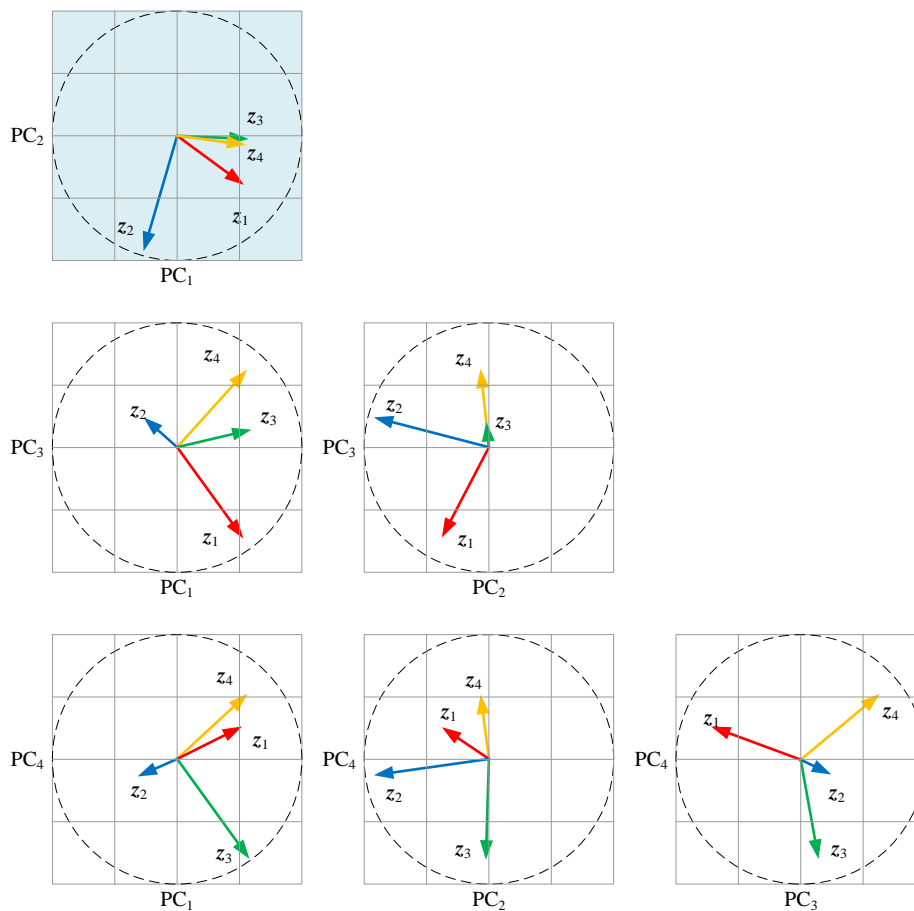 z₃
PC₂
z₄
z₂
z₁
PC₁
z₄
z₂
z₃
PC₃
z₁
PC₁
z₄
z₂
z₃
PC₃
z₁
PC₂
z₄
z₁
PC₄
z₂
z₃
PC₁
z₄
z₁
PC₄
z₂
z₃
PC₂
z₁
z₄
PC₄
z₂
z₃
PC₃